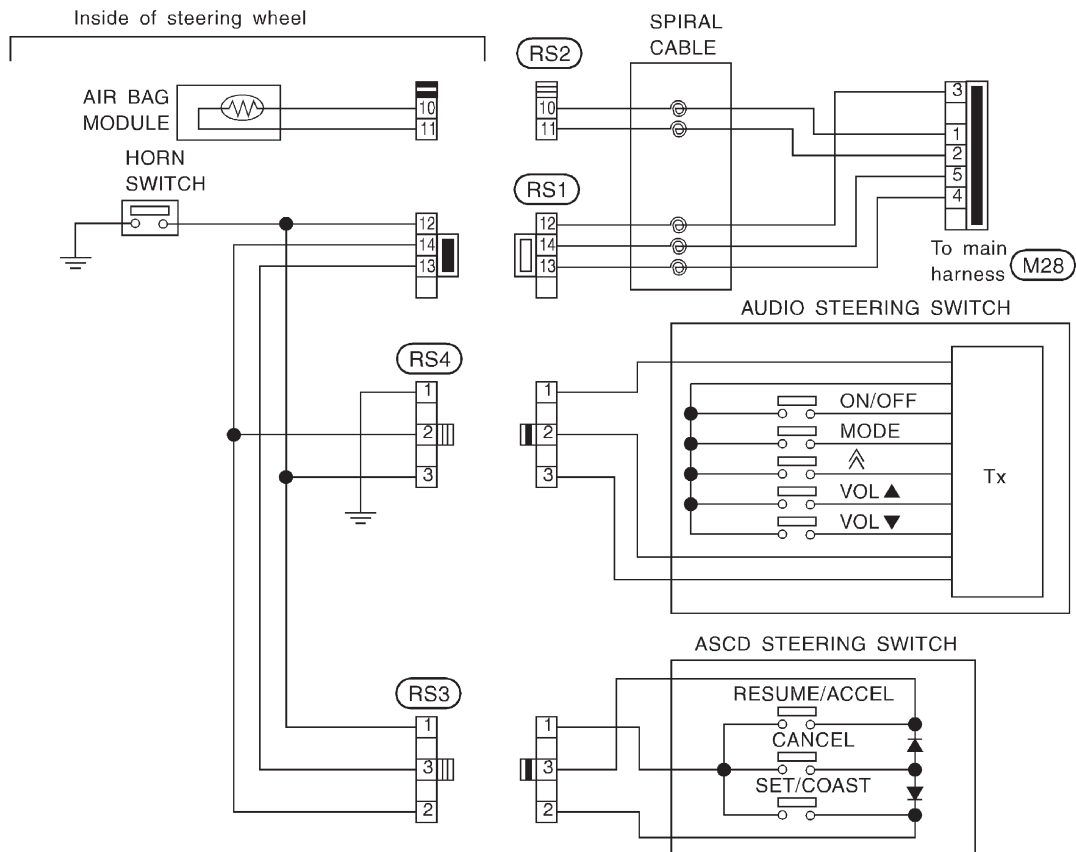 Inside of steering wheel
SPIRAL
CABLE
RS2
AIR BAG
MODULE
10
11
10
11
3
1
2
5
4
HORN
SWITCH
RS1
12
14
13
12
14
13
To main
harness
M28
AUDIO STEERING SWITCH
RS4
1
2
3
1
2
3
ON/OFF
MODE
VOL ▲
VOL ▼
Tx
ASCD STEERING SWITCH
RS3
1
3
2
1
3
2
RESUME/ACCEL
CANCEL
SET/COAST